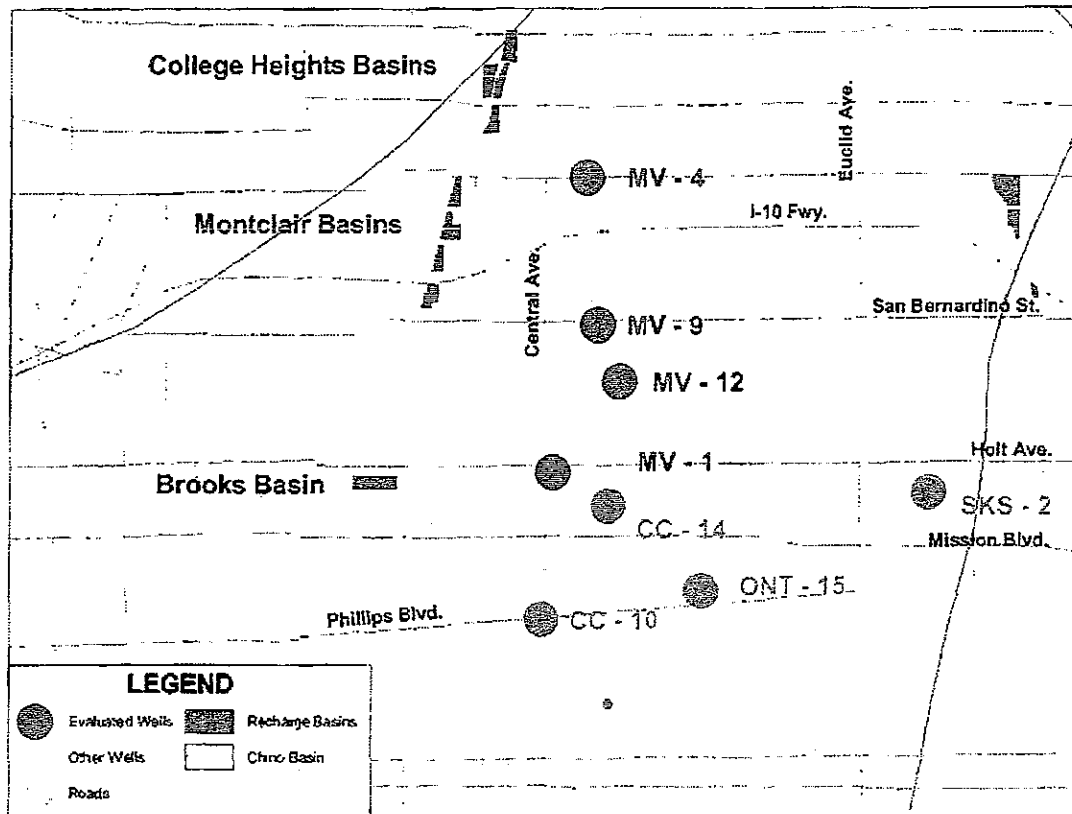 College Heights Basins
Euclid Ave.
MV - 4
Montclair Basins
I-10 Fwy.
Central Ave.
San Bernardino St.
MV - 9
MV - 12
MV - 1
Holt Ave.
Brooks Basin
SKS - 2
CC - 14
Mission Blvd.
ONT - 15
Phillips Blvd.
CC - 10
LEGEND
Evaluated Wells
Recharge Basins
Other Wells
Chino Basin
Roads